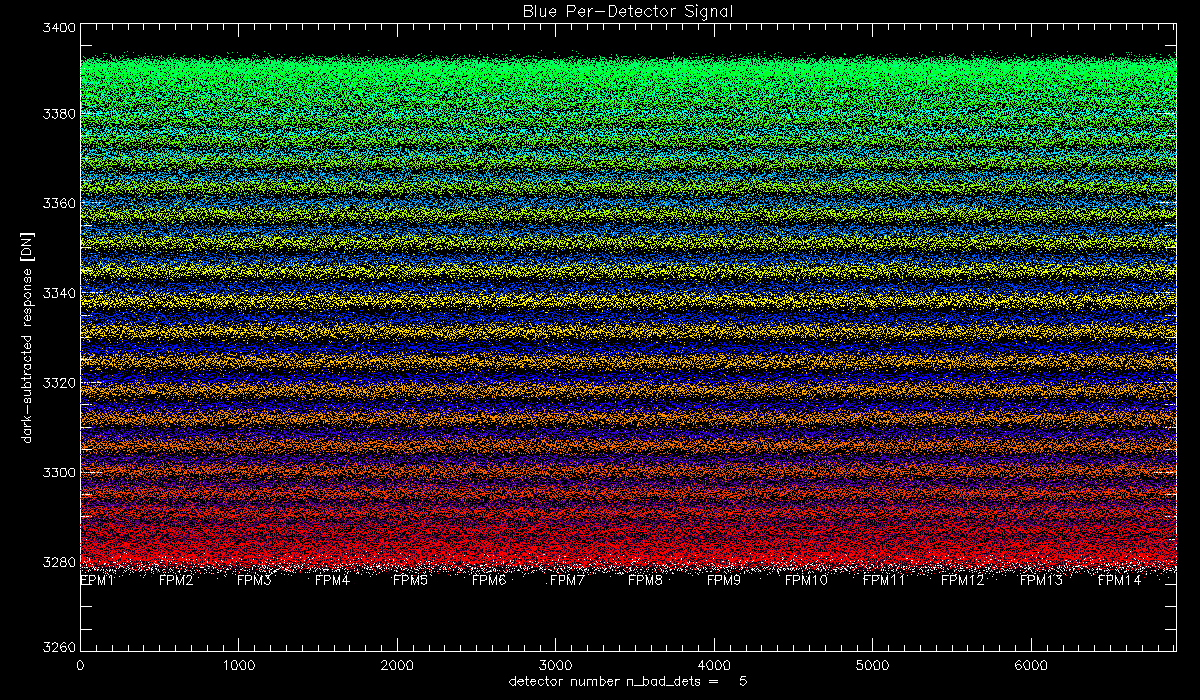 Blue Per-Detector Signal
3400
3380
3360
3340
3320
3300
3280
3260
dark-subtracted response [DN]
FPM1 FPM2 FPM3 FPM4 FPM5 FPM6 FPM7 FPM8 FPM9 FPM10 FPM11 FPM12 FPM13 FPM14
0 1000 2000 3000 4000 5000 6000
detector number n_bad_dets = 5